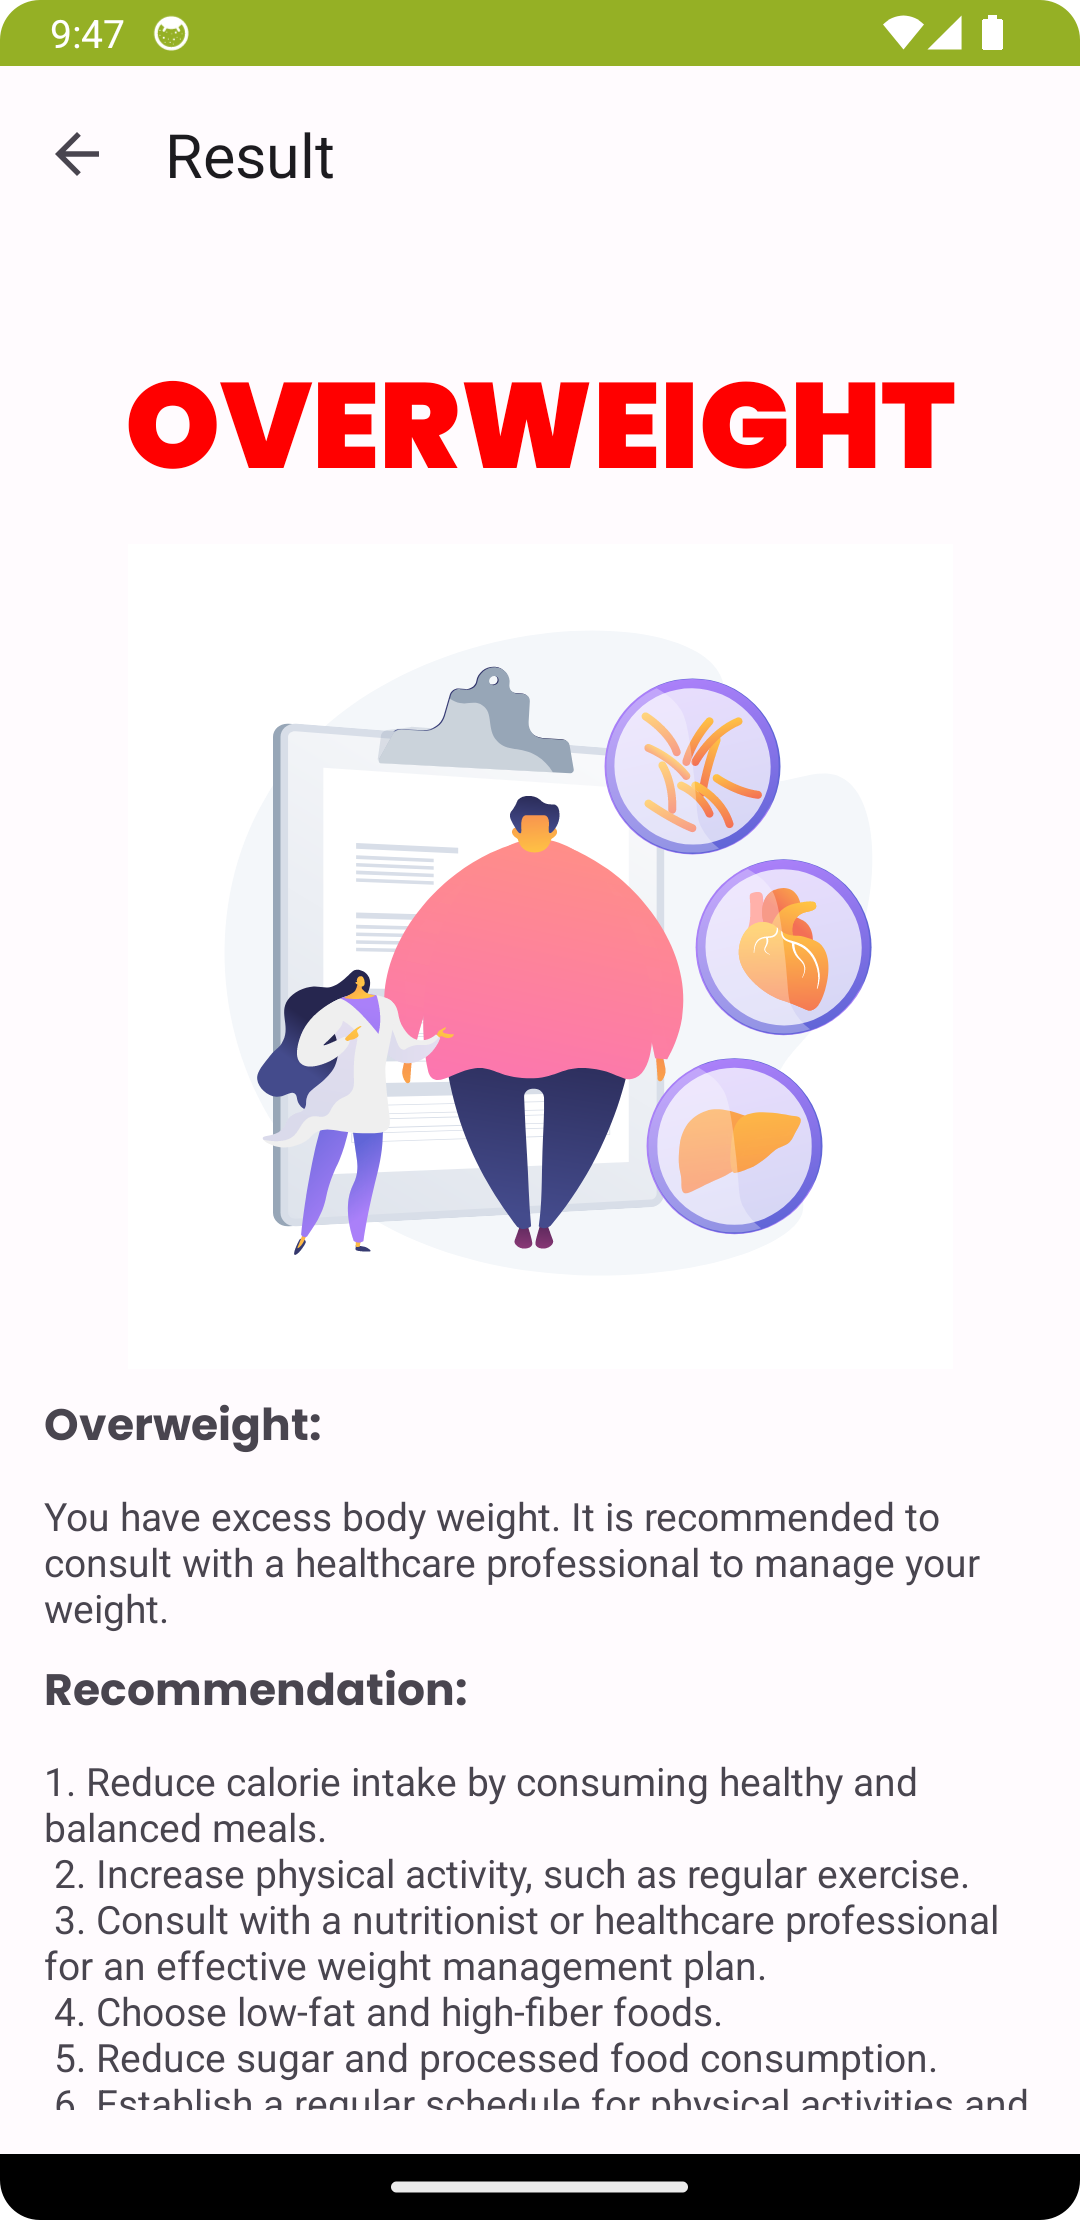 9:47
Result
OVERWEIGHT
Overweight:
You have excess body weight. It is recommended to
consult with a healthcare professional to manage your
weight.
Recommendation:
1. Reduce calorie intake by consuming healthy and
balanced meals.
2. Increase physical activity, such as regular exercise.
3. Consult with a nutritionist or healthcare professional
for an effective weight management plan.
4. Choose low-fat and high-fiber foods.
5. Reduce sugar and processed food consumption.
6. Establish a regular schedule for physical activities and